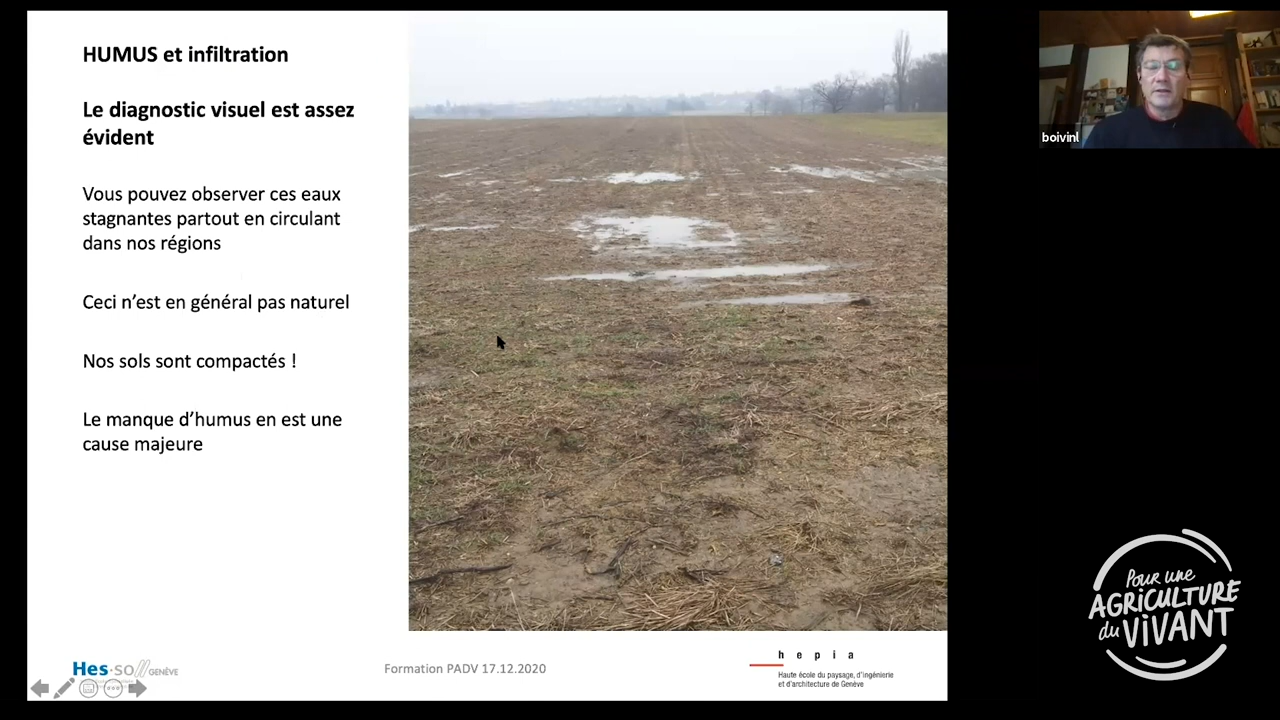 HUMUS et infiltration
Le diagnostic visuel est assez
évident
Vous pouvez observer ces eaux
stagnantes partout en circulant
dans nos régions
Ceci n’est en général pas naturel
Nos sols sont compactés !
Le manque d’humus en est une
cause majeure
boivinl
Pour une
AGRICULTURE
du VIVANT
Hes·so// GENÈVE
Formation PADV 17.12.2020
h e p i a
Haute école du paysage, d'ingénierie
et d'architecture de Genève